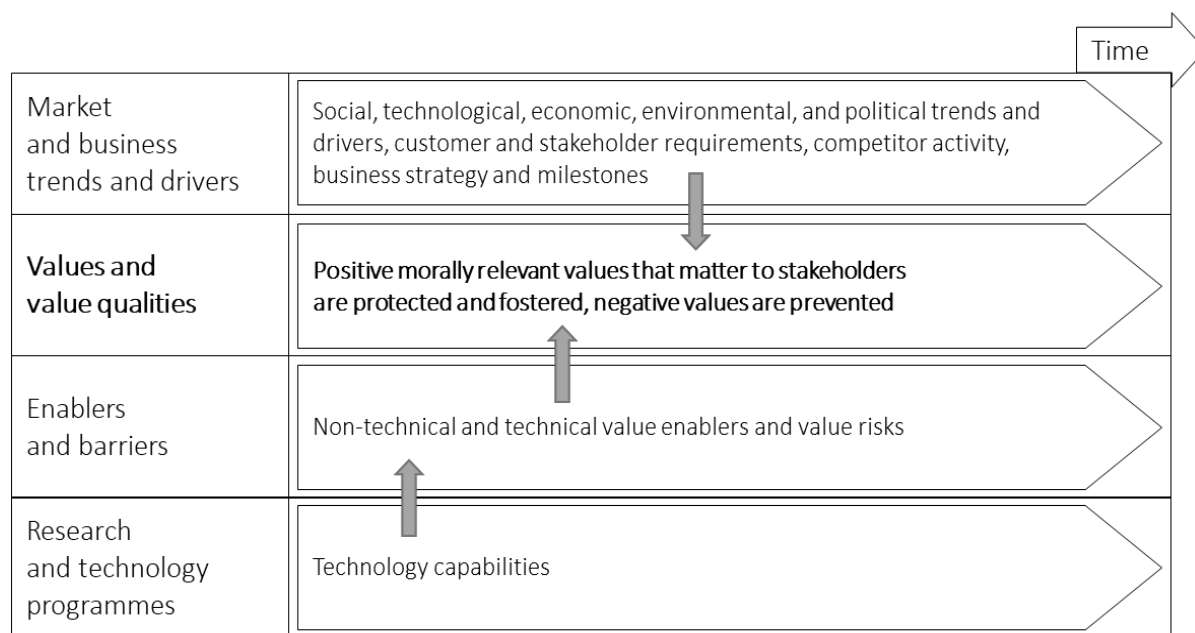 Time
Market
and business
trends and drivers
Social, technological, economic, environmental, and political trends and
drivers, customer and stakeholder requirements, competitor activity,
business strategy and milestones
Values and
value qualities
Positive morally relevant values that matter to stakeholders
are protected and fostered, negative values are prevented
Enablers
and barriers
Non-technical and technical value enablers and value risks
Research
and technology
programmes
Technology capabilities